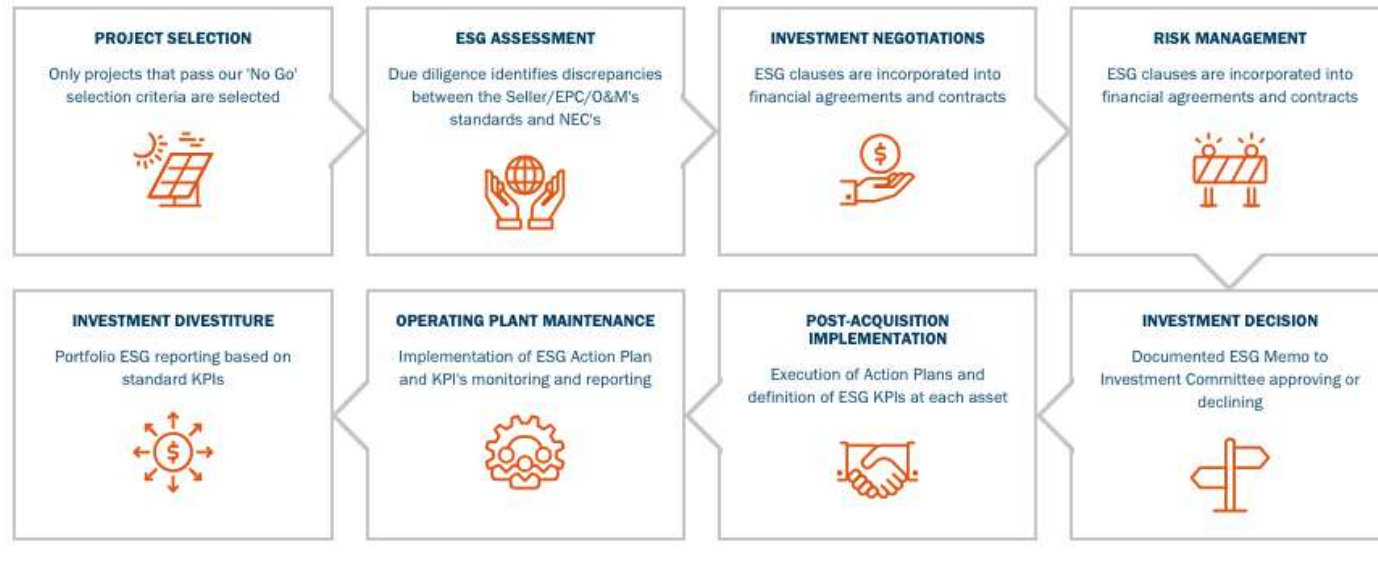 PROJECT SELECTION
Only projects that pass our 'No Go'
selection criteria are selected
ESG ASSESSMENT
Due diligence identifies discrepancies
between the Seller/EPC/O&M's
standards and NEC's
INVESTMENT NEGOTIATIONS
ESG clauses are incorporated into
financial agreements and contracts
RISK MANAGEMENT
ESG clauses are incorporated into
financial agreements and contracts
INVESTMENT DECISION
Documented ESG Memo to
Investment Committee approving or
declining
POST-ACQUISITION
IMPLEMENTATION
Execution of Action Plans and
definition of ESG KPIs at each asset
OPERATING PLANT MAINTENANCE
Implementation of ESG Action Plan
and KPI's monitoring and reporting
INVESTMENT DIVESTITURE
Portfolio ESG reporting based on
standard KPIs